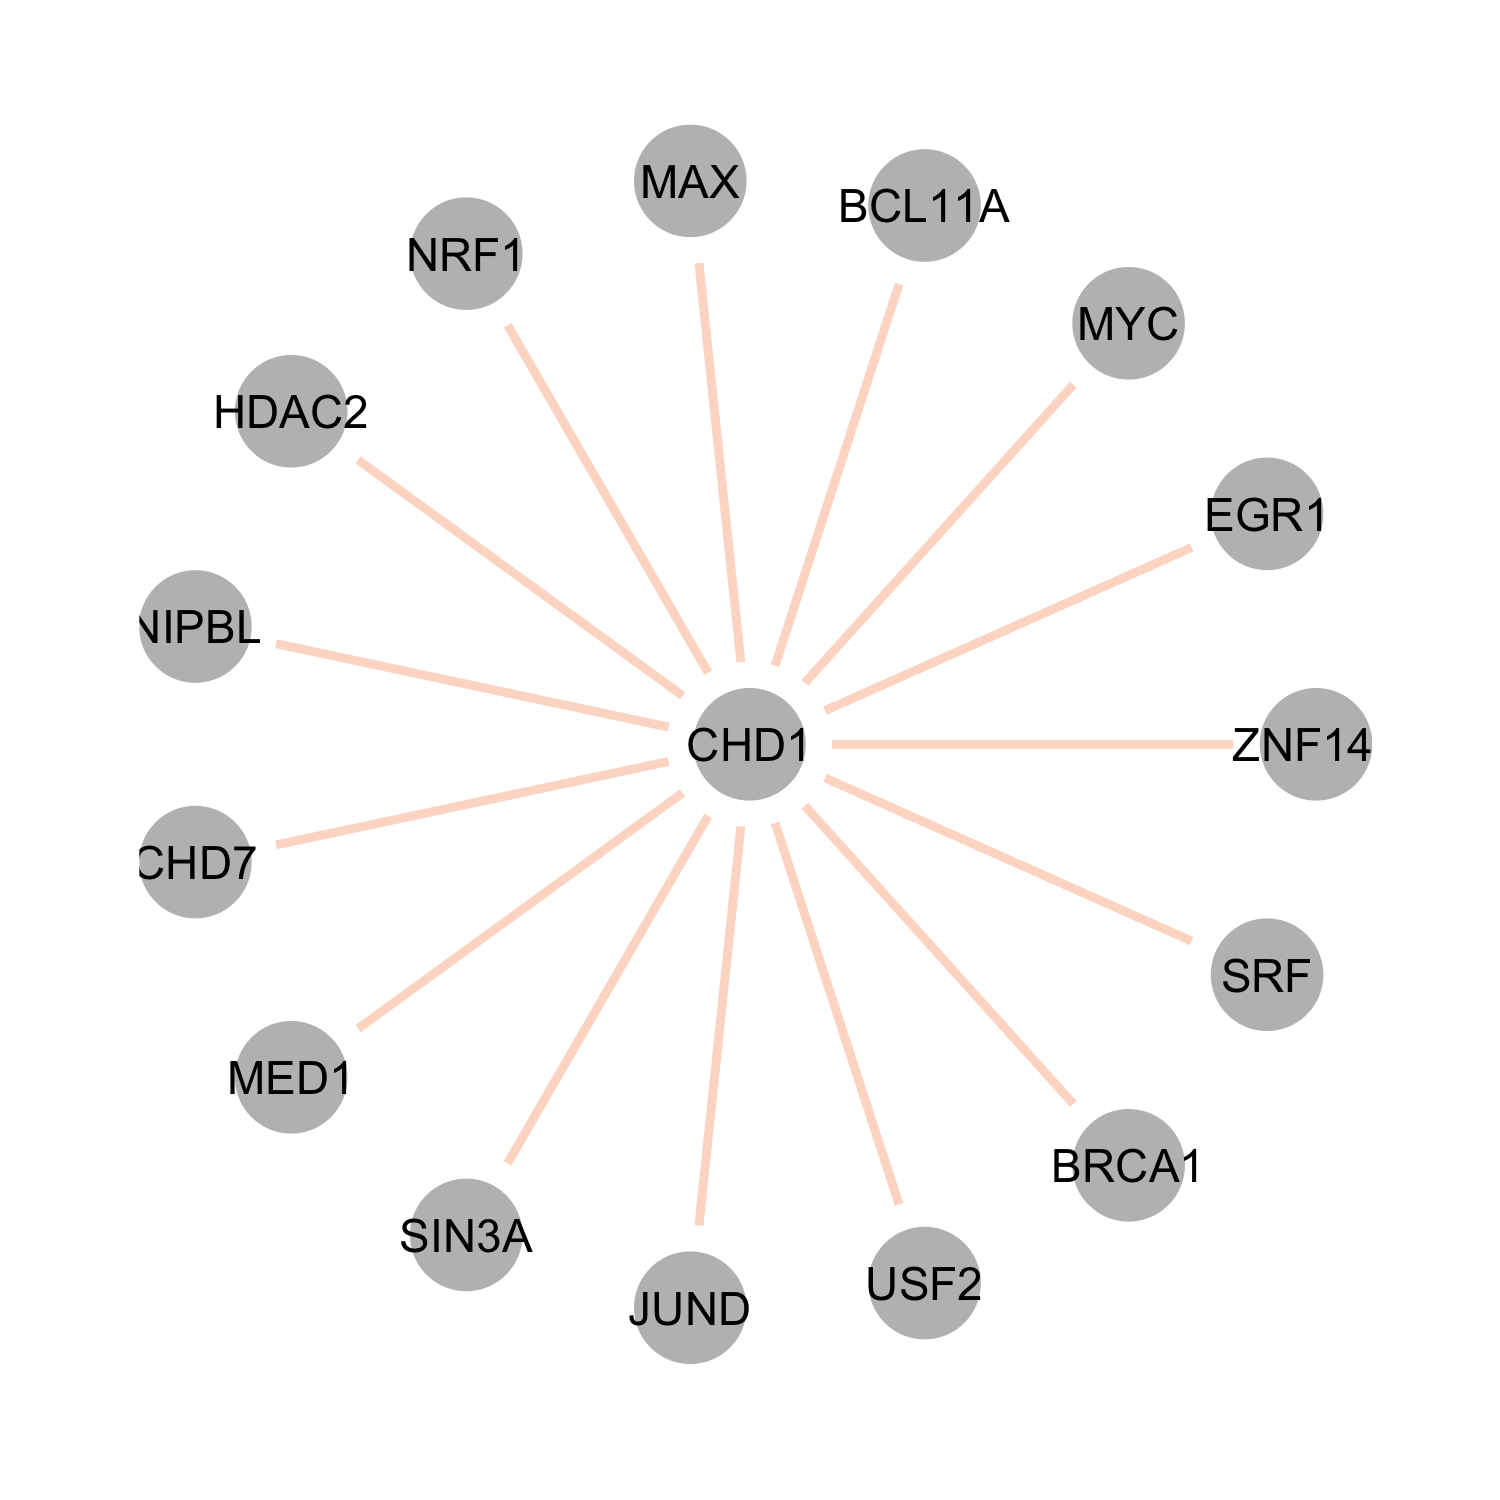 MAX
BCL11A
NRF1
MYC
HDAC2
EGR1
NIPBL
CHD1
ZNF14
CHD7
SRF
MED1
BRCA1
SIN3A
USF2
JUND